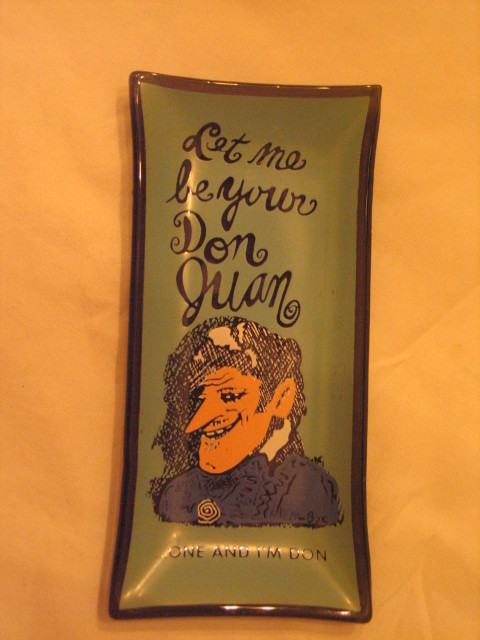 Let me
be your
Don
Juan
.ONE AND I'M DON